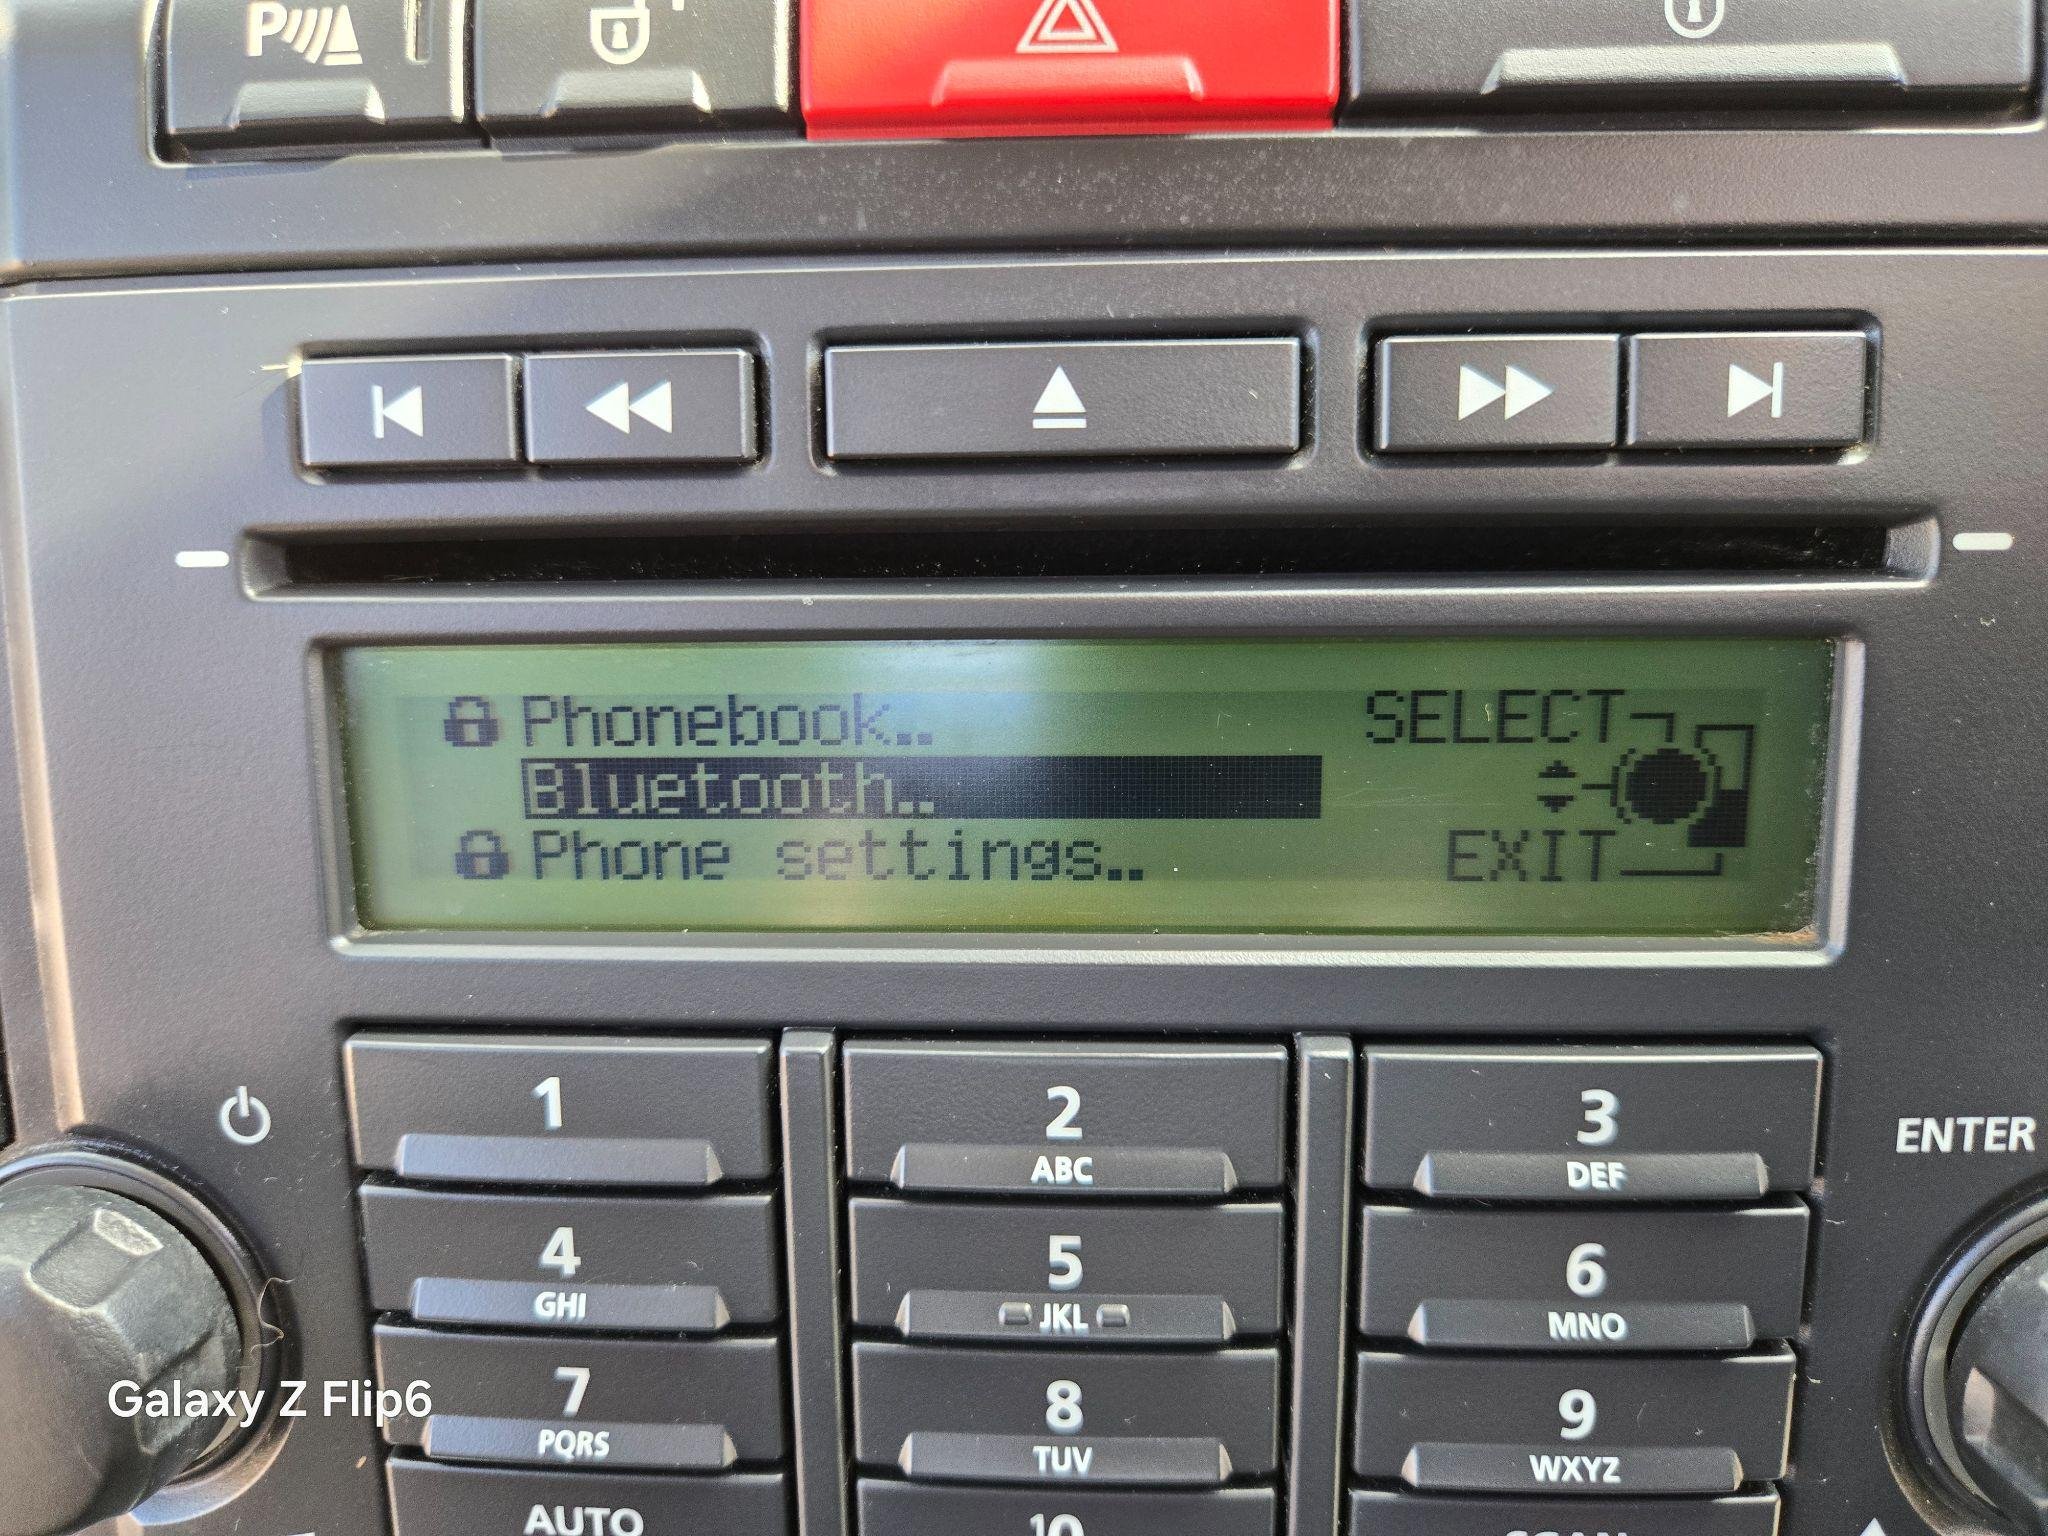 P
Phonebook..
SELECT
Bluetooth..
Phone settings..
EXIT
1
2
ABC
3
DEF
ENTER
4
GHI
5
JKL
6
MNO
7
PQRS
8
TUV
9
WXYZ
AUTO
10
Galaxy Z Flip6